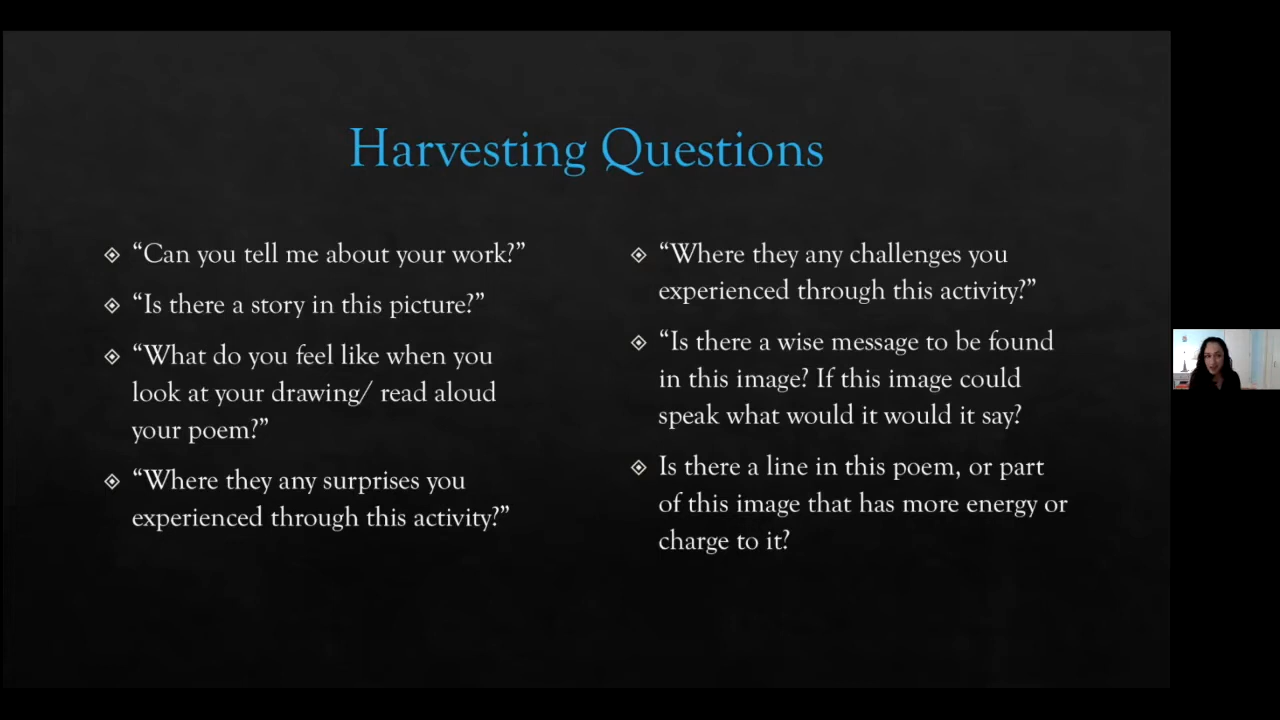 Harvesting Questions
“Can you tell me about your work?”
“Is there a story in this picture?”
“What do you feel like when you
look at your drawing/ read aloud
your poem?”
“Where they any surprises you
experienced through this activity?”
“Where they any challenges you
experienced through this activity?”
“Is there a wise message to be found
in this image? If this image could
speak what would it would it say?
Is there a line in this poem, or part
of this image that has more energy or
charge to it?